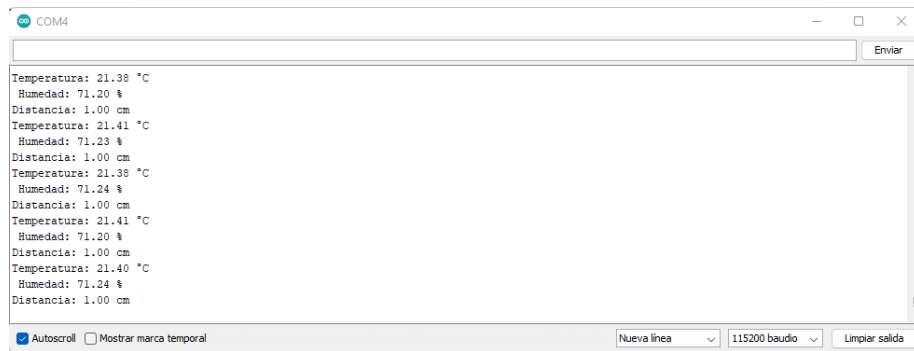 COM4
Enviar
Temperatura: 21.38 °C
Humedad: 71.20 %
Distancia: 1.00 cm
Temperatura: 21.41 °C
Humedad: 71.23 %
Distancia: 1.00 cm
Temperatura: 21.38 °C
Humedad: 71.24 %
Distancia: 1.00 cm
Temperatura: 21.41 °C
Humedad: 71.20 %
Distancia: 1.00 cm
Temperatura: 21.40 °C
Humedad: 71.24 %
Distancia: 1.00 cm
Autoscroll Mostrar marca temporal Nueva línea 115200 baudio Limpiar salida